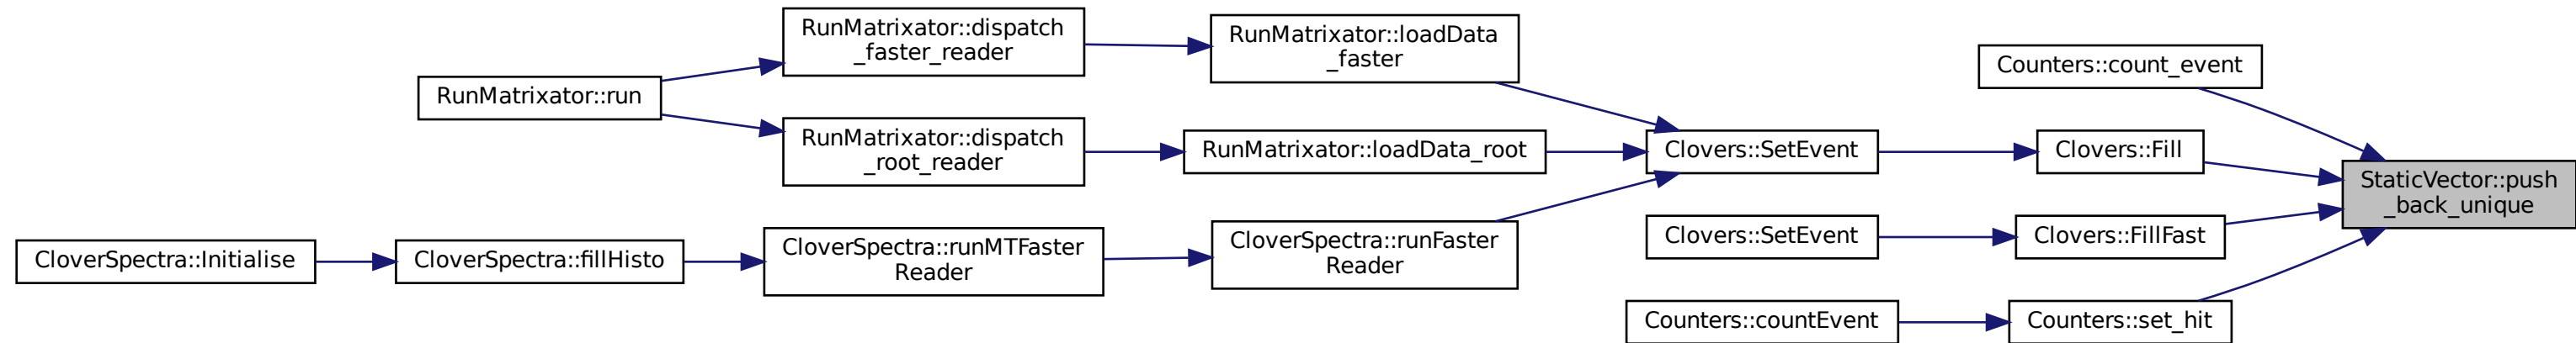 RunMatrixator::dispatch
_faster_reader
RunMatrixator::loadData
_faster
Counters::count_event
RunMatrixator::run
RunMatrixator::dispatch
_root_reader
RunMatrixator::loadData_root
Clovers::SetEvent
Clovers::Fill
StaticVector::push
_back_unique
CloverSpectra::Initialise
CloverSpectra::fillHisto
CloverSpectra::runMTFaster
Reader
CloverSpectra::runFaster
Reader
Clovers::SetEvent
Clovers::FillFast
Counters::countEvent
Counters::set_hit